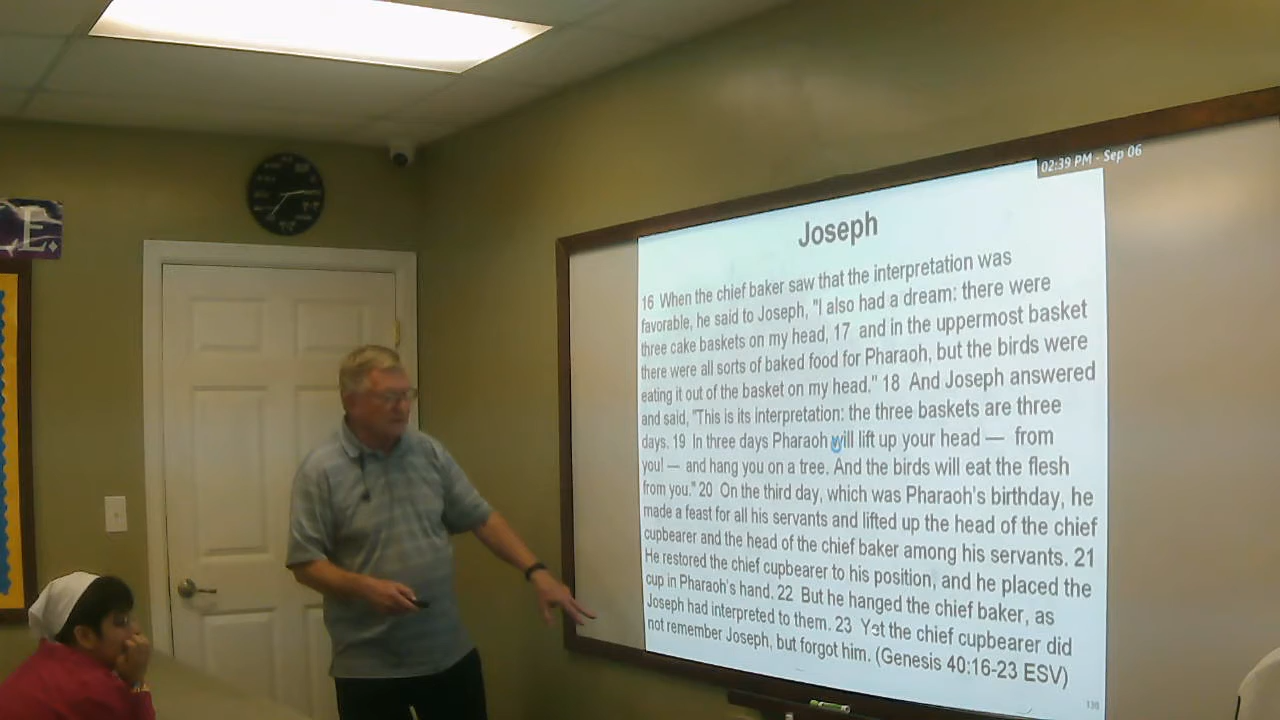 E.
02:39 PM - Sep 06
Joseph
16 When the chief baker saw that the interpretation was
favorable, he said to Joseph, "I also had a dream: there were
three cake baskets on my head, 17 and in the uppermost basket
there were all sorts of baked food for Pharaoh, but the birds were
eating it out of the basket on my head." 18 And Joseph answered
and said, "This is its interpretation: the three baskets are three
days. 19 In three days Pharaoh will lift up your head — from
you! — and hang you on a tree. And the birds will eat the flesh
from you." 20 On the third day, which was Pharaoh's birthday, he
made a feast for all his servants and lifted up the head of the chief
cupbearer and the head of the chief baker among his servants. 21
He restored the chief cupbearer to his position, and he placed the
cup in Pharaoh's hand. 22 But he hanged the chief baker, as
Joseph had interpreted to them. 23 Yet the chief cupbearer did
not remember Joseph, but forgot him. (Genesis 40:16-23 ESV)